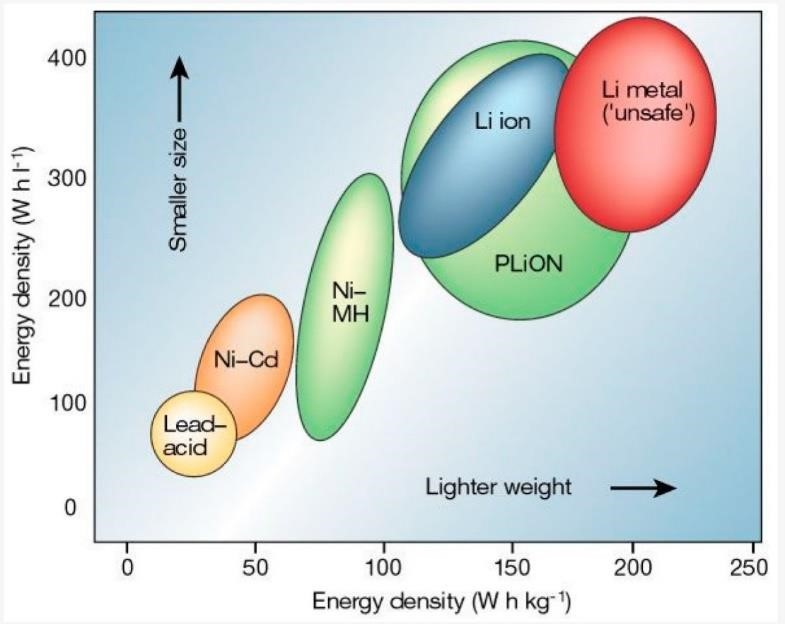 400
300
200
100
0
Energy density (W h l⁻¹)
Smaller size
Li metal
('unsafe')
Li ion
PLiON
Ni–
MH
Ni–Cd
Lead–
acid
Lighter weight
0 50 100 150 200 250
Energy density (W h kg⁻¹)